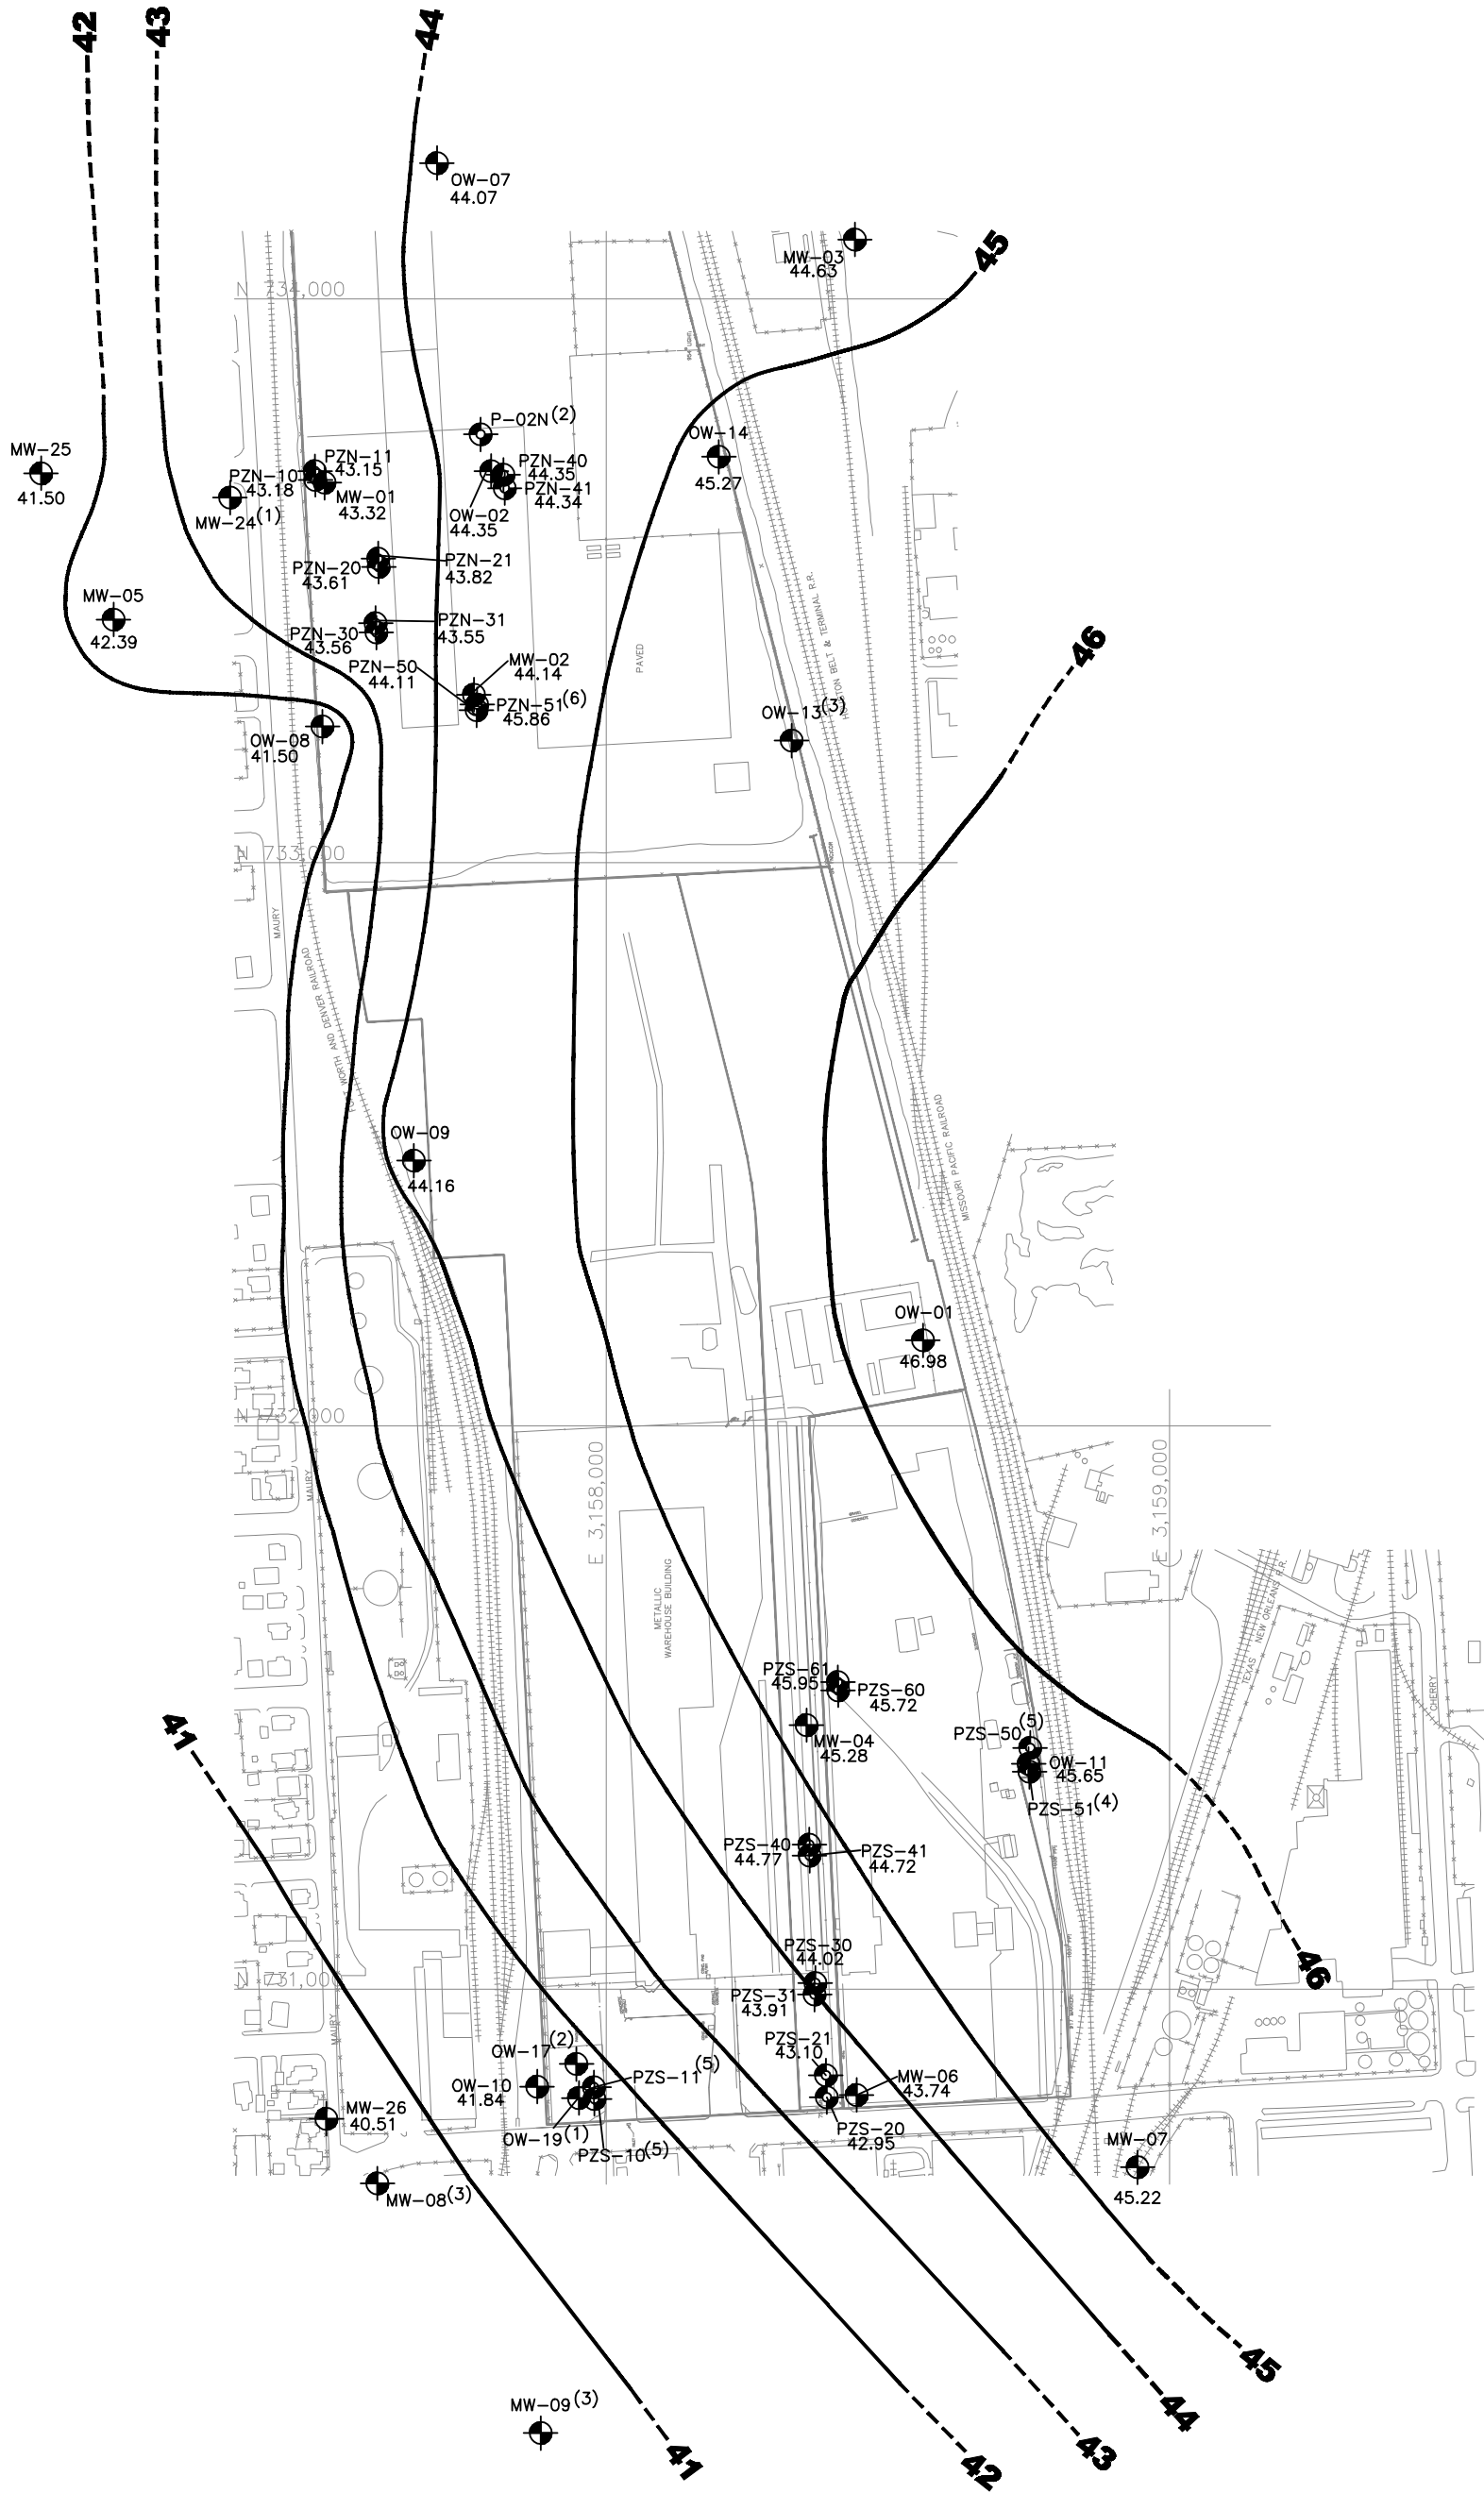 42
43
44
OW-07
44.07
MW-03
44.63
45
N 734,000
P-02N(2)
OW-14
45.27
MW-25
41.50
PZN-11
43.15
PZN-10
43.18
MW-01
43.32
MW-24(1)
PZN-40
44.35
PZN-41
44.34
OW-02
44.35
PZN-21
43.82
PZN-20
43.61
MW-05
42.39
PZN-31
43.55
PZN-30
43.56
PZN-50
44.11
MW-02
44.14
PZN-51(6)
45.86
PAVED
HOUSTON BELT & TERMINAL R.R.
46
OW-13(3)
OW-08
41.50
N 733,000
MAURY
FORT WORTH AND DENVER RAILROAD
MISSOURI PACIFIC RAILROAD
OW-09
44.16
OW-01
46.98
N 732,000
E 3,158,000
E 3,159,000
MAURY
METALLIC
WAREHOUSE BUILDING
TEXAS NEW ORLEANS R.R.
CHERRY
PZS-61
45.95
PZS-60
45.72
MW-04
45.28
PZS-50(5)
OW-11
45.65
PZS-51(4)
41
PZS-40
44.77
PZS-41
44.72
PZS-30
44.02
PZS-31
43.91
46
N 731,000
MAURY
OW-17(2)
PZS-21
43.10
PZS-11(5)
OW-10
41.84
MW-06
43.74
MW-26
40.51
OW-19(1)
PZS-10(5)
PZS-20
42.95
MW-07
45.22
MW-08(3)
MW-09(3)
41
42
43
44
45